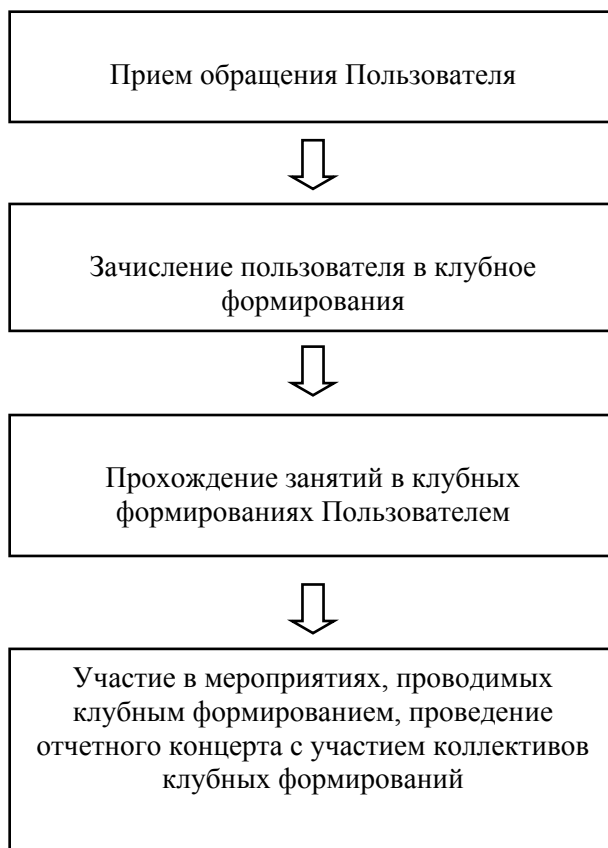 Прием обращения Пользователя
Зачисление пользователя в клубное
формирования
Прохождение занятий в клубных
формированиях Пользователем
Участие в мероприятиях, проводимых
клубным формированием, проведение
отчетного концерта с участием коллективов
клубных формирований